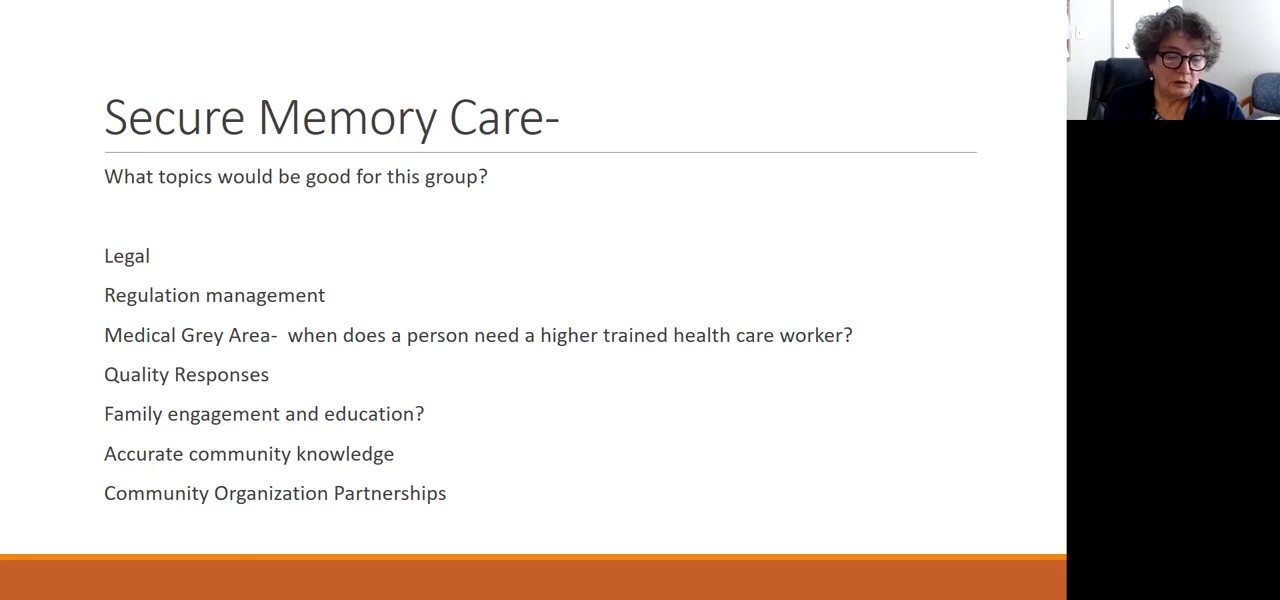 Secure Memory Care-
What topics would be good for this group?
Legal
Regulation management
Medical Grey Area-  when does a person need a higher trained health care worker?
Quality Responses
Family engagement and education?
Accurate community knowledge
Community Organization Partnerships